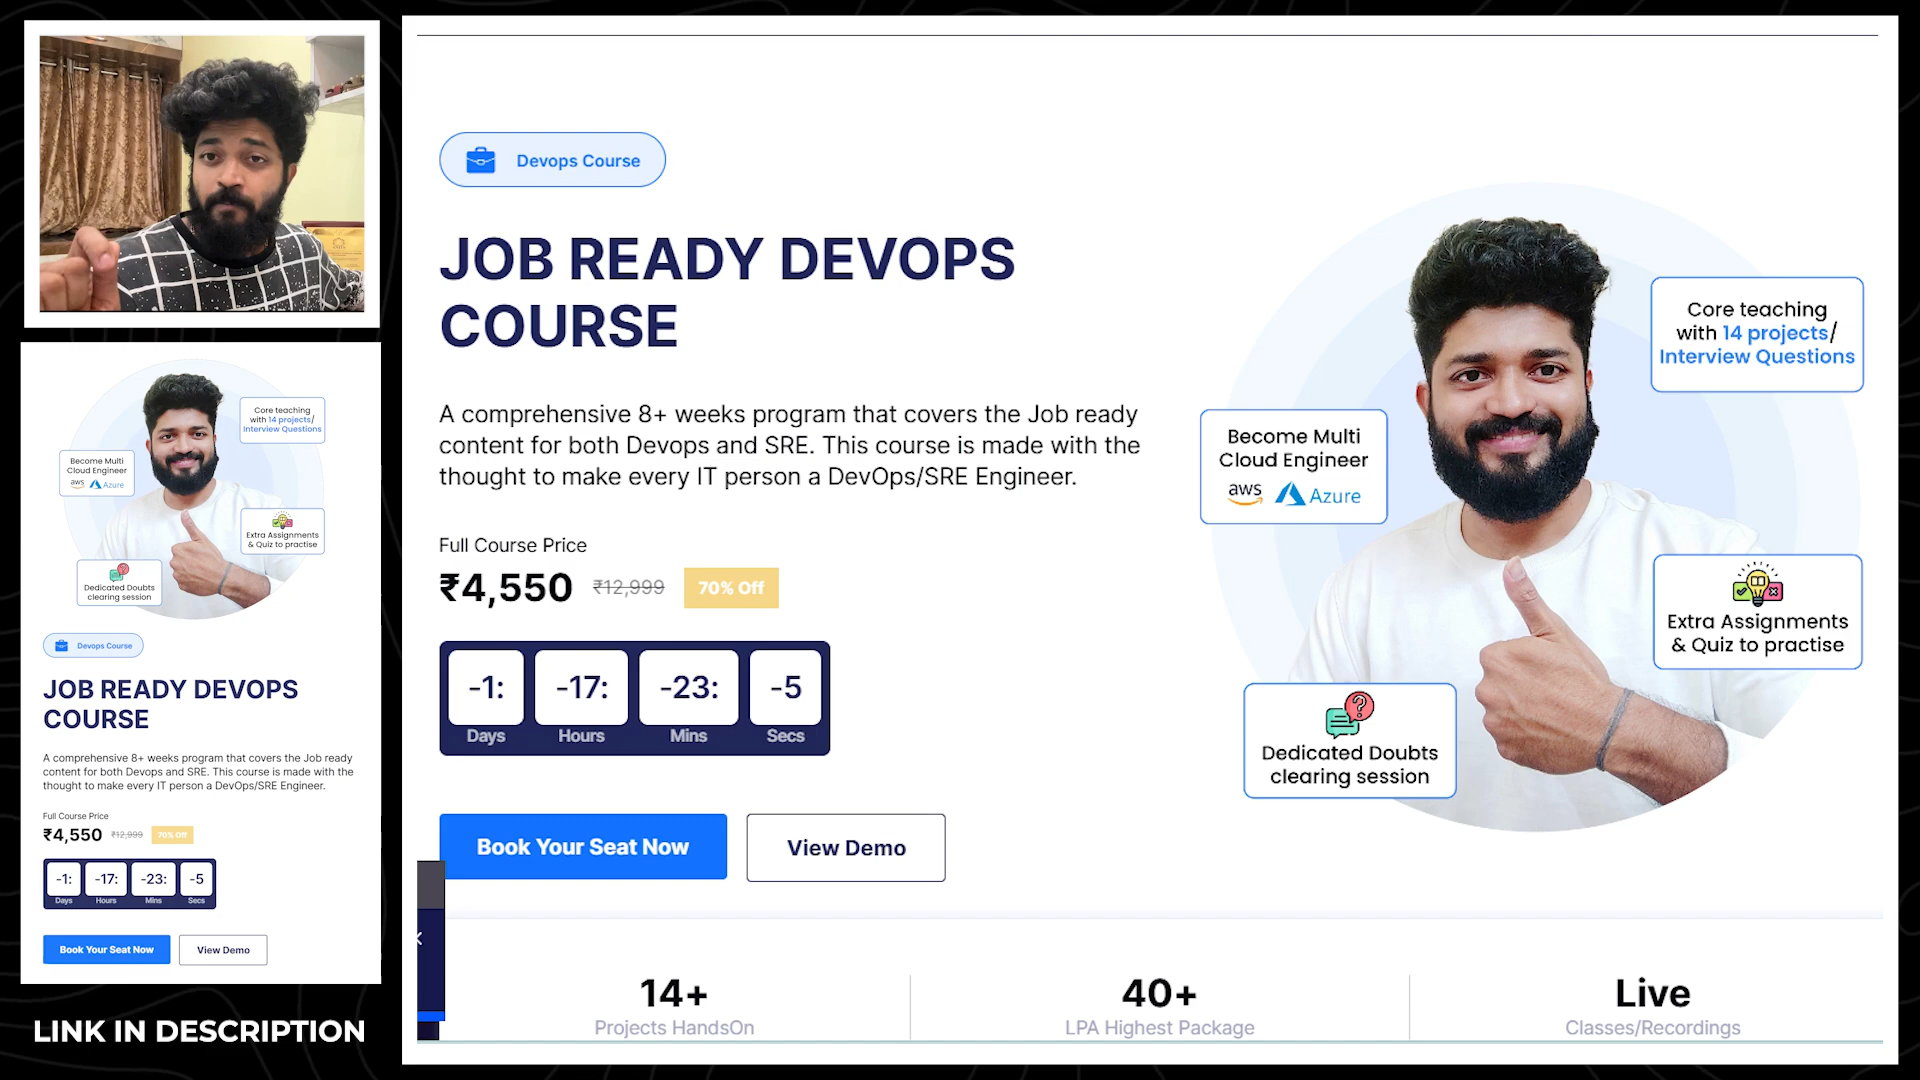 Core teaching
with 14 projects/
Interview Questions
Become Multi
Cloud Engineer
aws Azure
Extra Assignments
& Quiz to practise
Dedicated Doubts
clearing session
Devops Course
JOB READY DEVOPS
COURSE
A comprehensive 8+ weeks program that covers the Job ready
content for both Devops and SRE. This course is made with the
thought to make every IT person a DevOps/SRE Engineer.
Full Course Price
₹4,550 ₹12,999 70% Off
-1: -17: -23: -5
Days Hours Mins Secs
Book Your Seat Now View Demo
LINK IN DESCRIPTION
Devops Course
JOB READY DEVOPS
COURSE
A comprehensive 8+ weeks program that covers the Job ready
content for both Devops and SRE. This course is made with the
thought to make every IT person a DevOps/SRE Engineer.
Full Course Price
₹4,550 ₹12,999 70% Off
-1: -17: -23: -5
Days Hours Mins Secs
Book Your Seat Now View Demo
Core teaching
with 14 projects/
Interview Questions
Become Multi
Cloud Engineer
aws Azure
Extra Assignments
& Quiz to practise
Dedicated Doubts
clearing session
14+ 40+ Live
Projects HandsOn LPA Highest Package Classes/Recordings